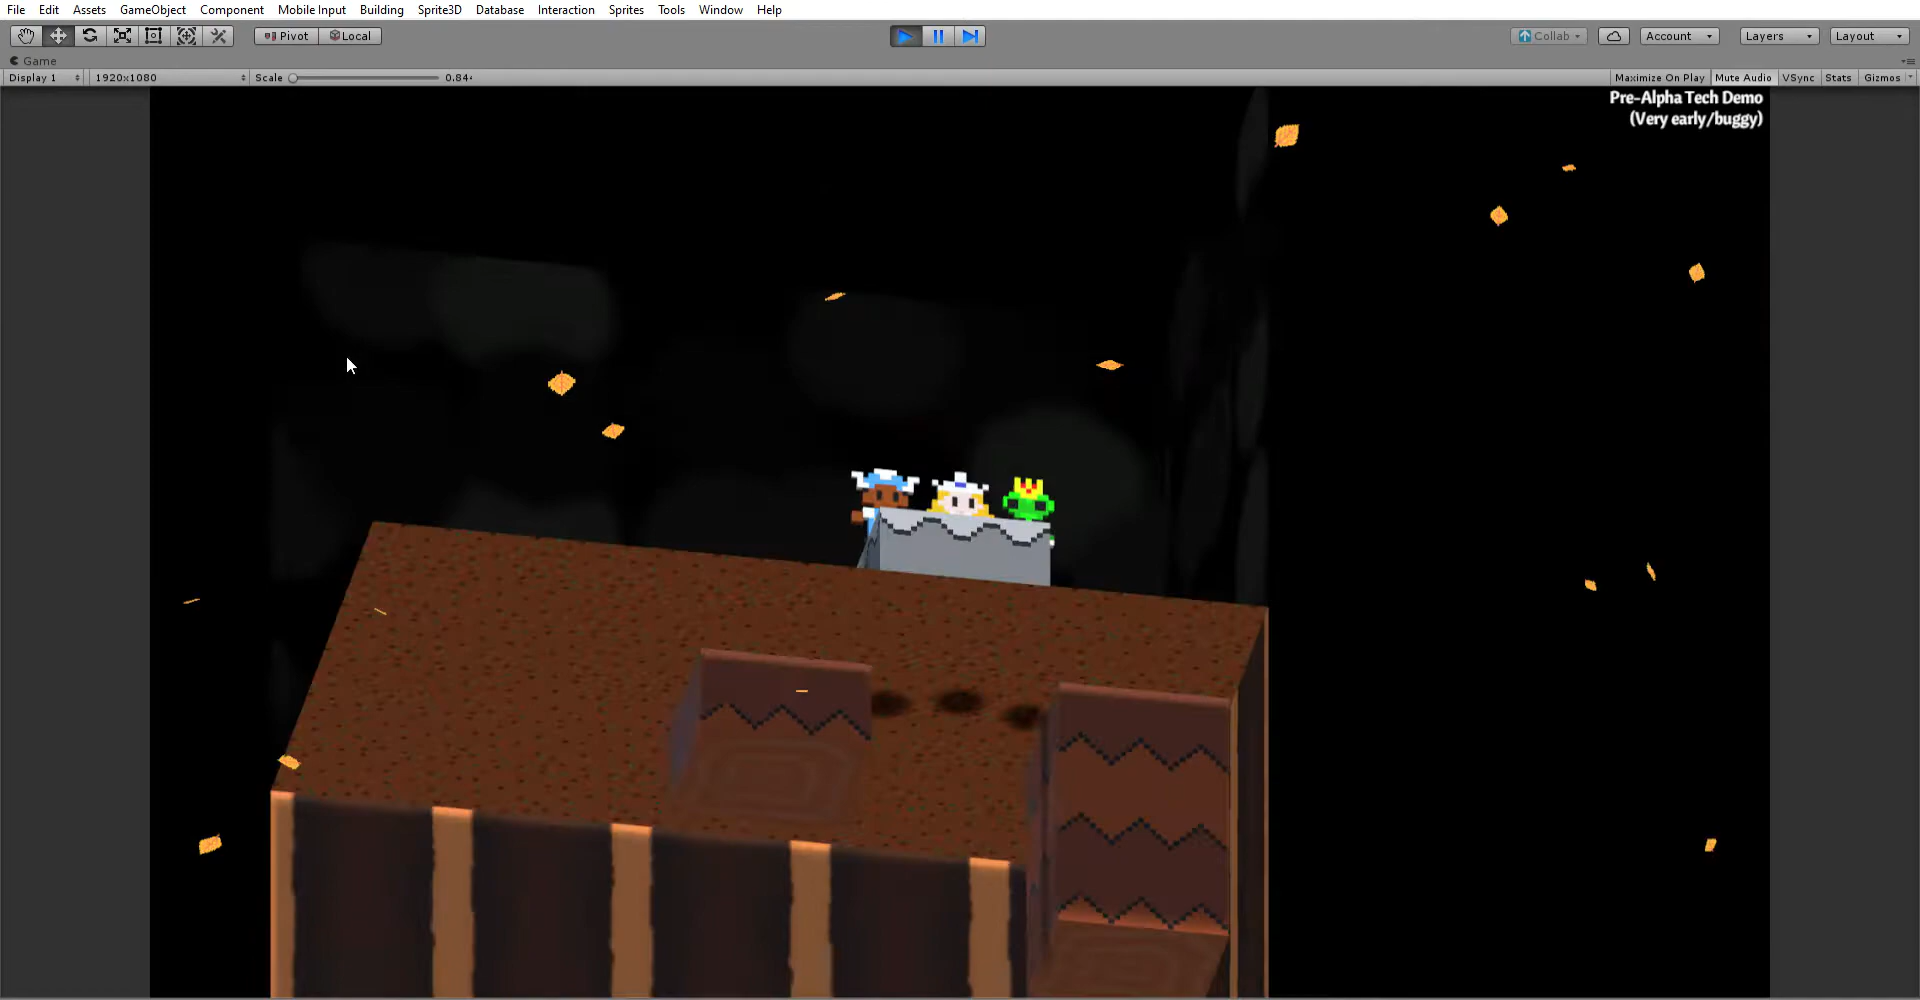 File Edit Assets GameObject Component Mobile Input Building Sprite3D Database Interaction Sprites Tools Window Help
Pivot Local Collab Account Layers Layout
Game
Display 1 1920x1080 Scale 0.84 Maximize On Play Mute Audio VSync Stats Gizmos
Pre-Alpha Tech Demo
(Very early/buggy)